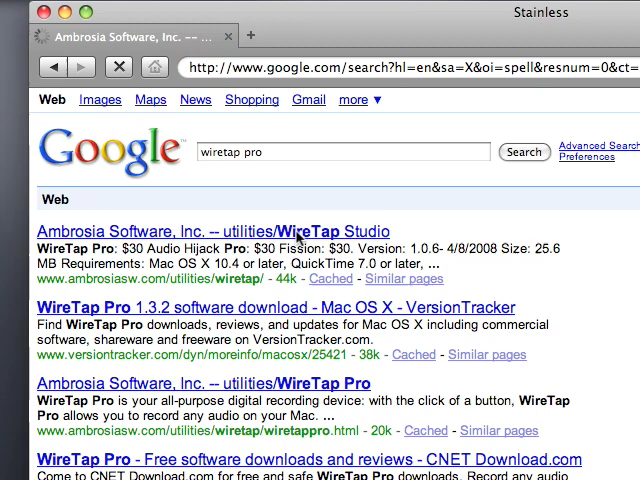 Stainless
Ambrosia Software, Inc. -- ...
http://www.google.com/search?hl=en&sa=X&oi=spell&resnum=0&ct=
Web Images Maps News Shopping Gmail more ▼
Google™
wiretap pro
Search
Advanced Search
Preferences
Web
Ambrosia Software, Inc. -- utilities/WireTap Studio
WireTap Pro: $30 Audio Hijack Pro: $30 Fission: $30. Version: 1.0.6- 4/8/2008 Size: 25.6
MB Requirements: Mac OS X 10.4 or later, QuickTime 7.0 or later, ...
www.ambrosiasw.com/utilities/wiretap/ - 44k - Cached - Similar pages
WireTap Pro 1.3.2 software download - Mac OS X - VersionTracker
Find WireTap Pro downloads, reviews, and updates for Mac OS X including commercial
software, shareware and freeware on VersionTracker.com.
www.versiontracker.com/dyn/moreinfo/macosx/25421 - 38k - Cached - Similar pages
Ambrosia Software, Inc. -- utilities/WireTap Pro
WireTap Pro is your all-purpose digital recording device: with the click of a button, WireTap
Pro allows you to record any audio on your Mac. ...
www.ambrosiasw.com/utilities/wiretap/wiretappro.html - 20k - Cached - Similar pages
WireTap Pro - Free software downloads and reviews - CNET Download.com
Come to CNET Download.com for free and safe WireTap Pro downloads. Record any audio